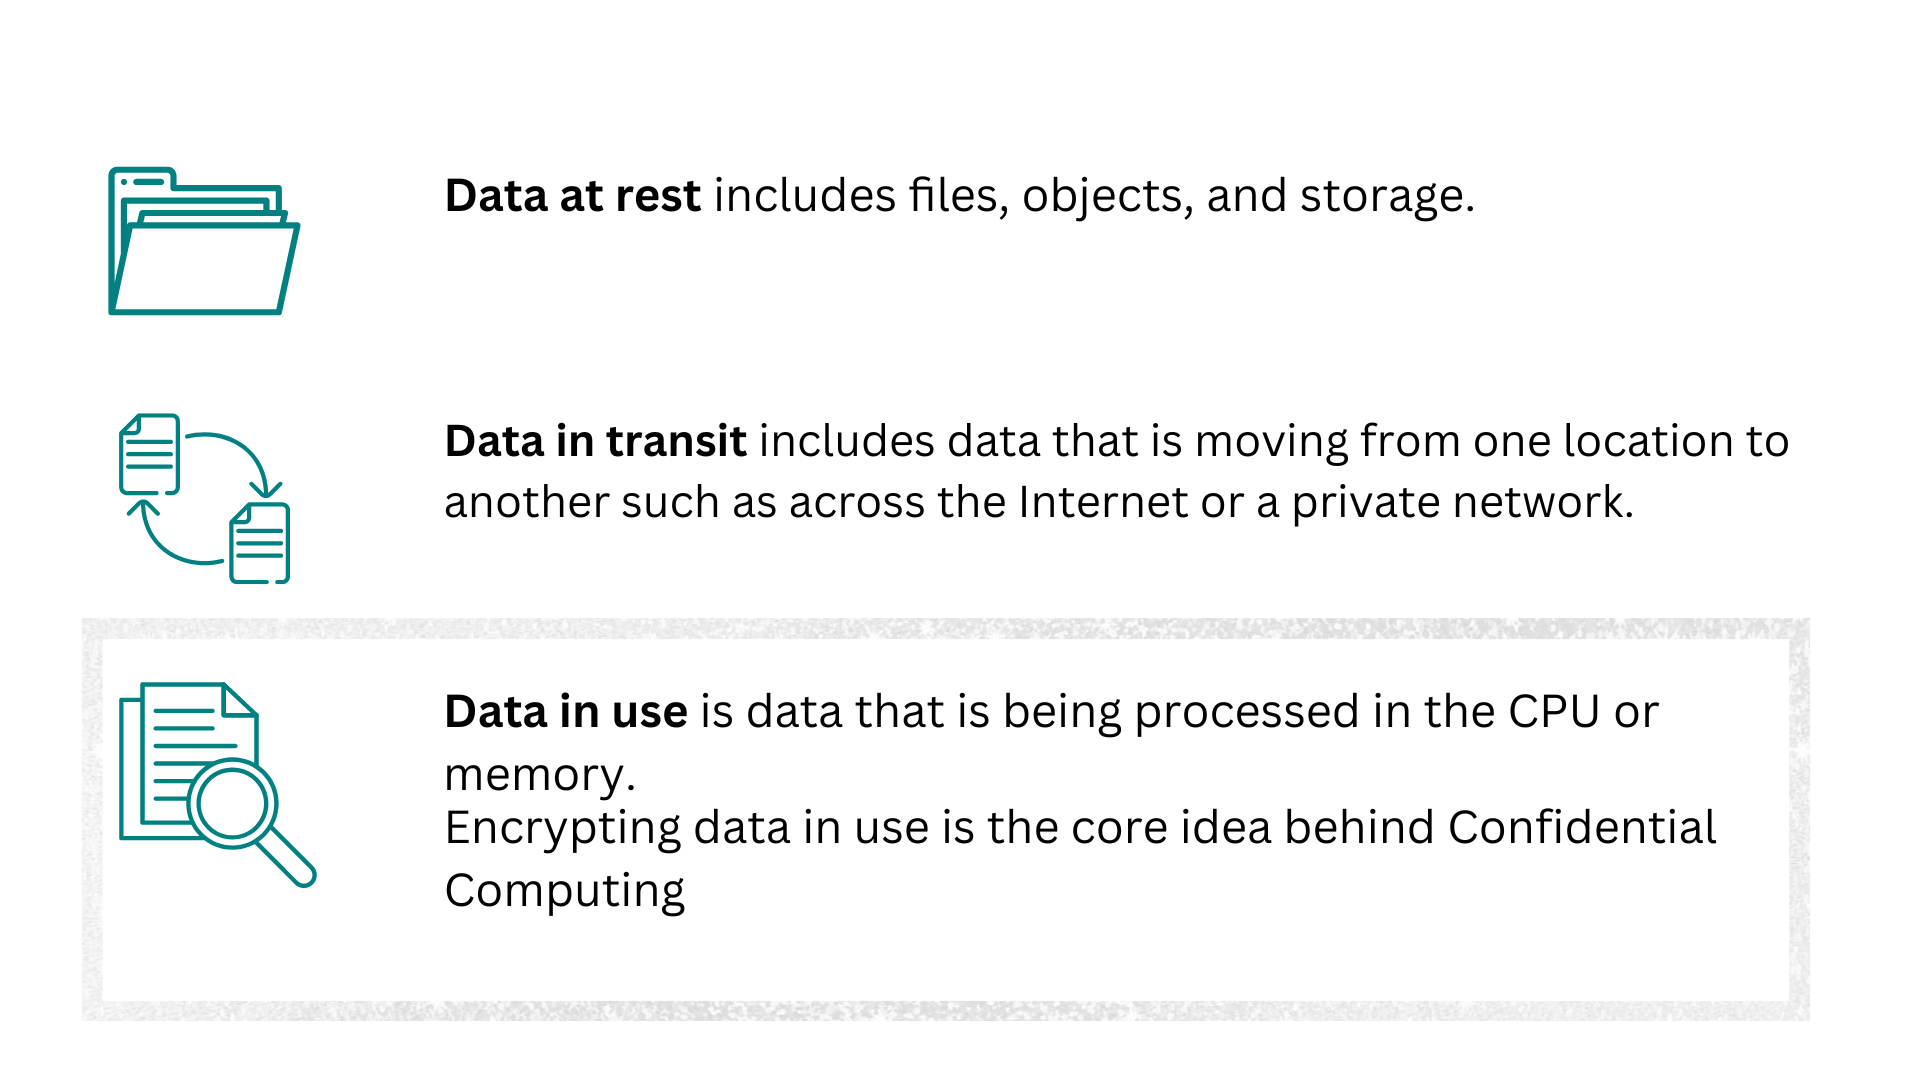 Data at rest includes files, objects, and storage.
Data in transit includes data that is moving from one location to
another such as across the Internet or a private network.
Data in use is data that is being processed in the CPU or
memory.
Encrypting data in use is the core idea behind Confidential
Computing